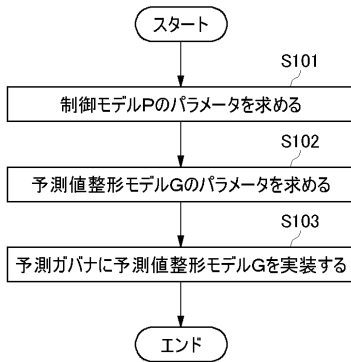 スタート
S101
制御モデルPのパラメータを求める
S102
予測値整形モデルGのパラメータを求める
S103
予測ガバナに予測値整形モデルGを実装する
エンド